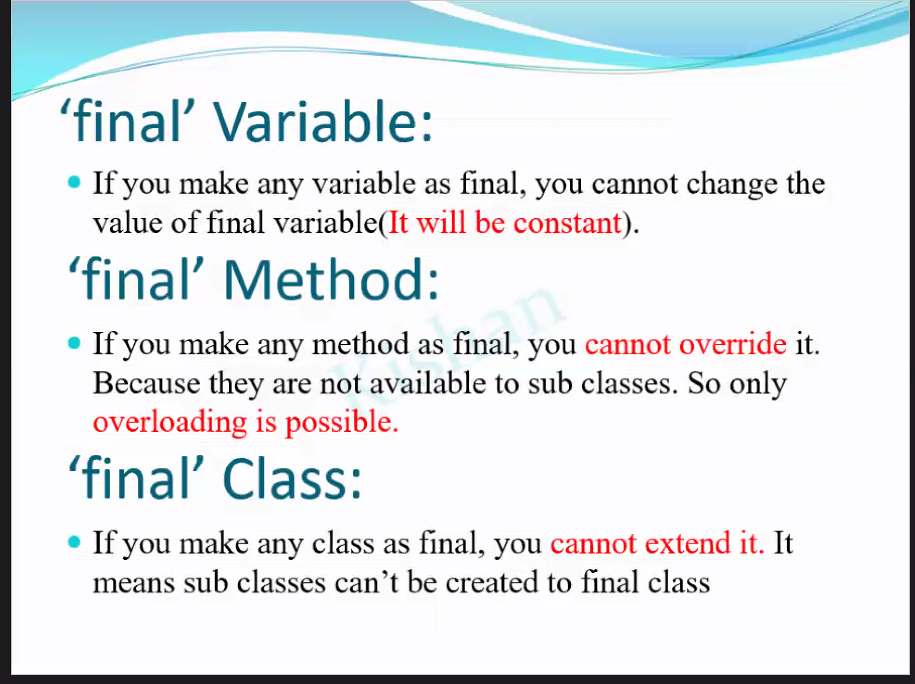 ‘final’ Variable:
• If you make any variable as final, you cannot change the
value of final variable(It will be constant).
‘final’ Method:
• If you make any method as final, you cannot override it.
Because they are not available to sub classes. So only
overloading is possible.
‘final’ Class:
• If you make any class as final, you cannot extend it. It
means sub classes can’t be created to final class
Kishan